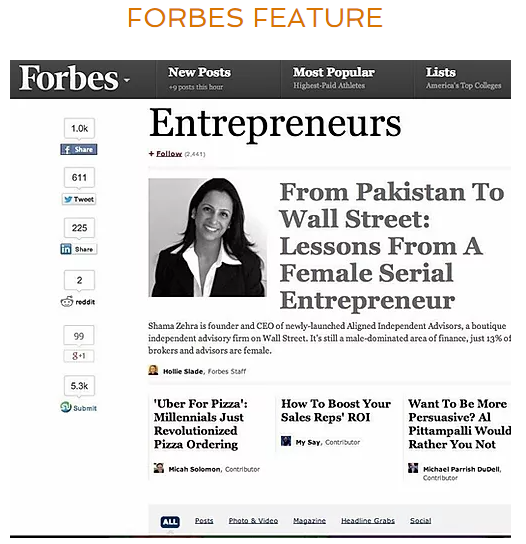 FORBES FEATURE
Forbes
New Posts
+9 posts this hour
Most Popular
Highest-Paid Athletes
Lists
America's Top Colleges
Entrepreneurs
+ Follow (2,441)
1.0k
Share
611
Tweet
225
in Share
2
reddit
99
g+1
5.3k
Submit
From Pakistan To
Wall Street:
Lessons From A
Female Serial
Entrepreneur
Shama Zehra is founder and CEO of newly-launched Aligned Independent Advisors, a boutique
independent advisory firm on Wall Street. It's still a male-dominated area of finance, just 13% of
brokers and advisors are female.
Hollie Slade, Forbes Staff
'Uber For Pizza':
Millennials Just
Revolutionized
Pizza Ordering
Micah Solomon, Contributor
How To Boost Your
Sales Reps' ROI
My Say, Contributor
Want To Be More
Persuasive? Al
Pittampalli Would
Rather You Not
Michael Parrish DuDell,
Contributor
ALL Posts Photo & Video Magazine Headline Grabs Social